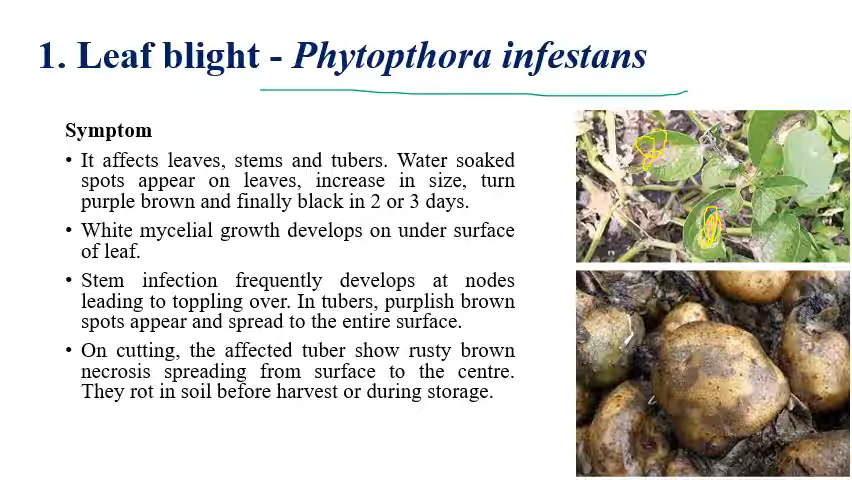 1. Leaf blight - Phytopthora infestans
Symptom
• It affects leaves, stems and tubers. Water soaked
spots appear on leaves, increase in size, turn
purple brown and finally black in 2 or 3 days.
• White mycelial growth develops on under surface
of leaf.
• Stem infection frequently develops at nodes
leading to toppling over. In tubers, purplish brown
spots appear and spread to the entire surface.
• On cutting, the affected tuber show rusty brown
necrosis spreading from surface to the centre.
They rot in soil before harvest or during storage.